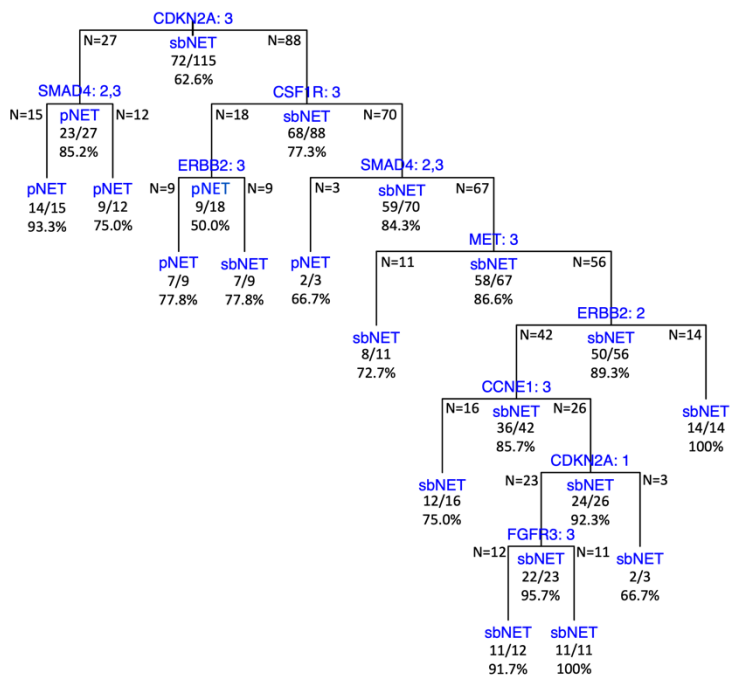 CDKN2A: 3
N=27 sbNET N=88
72/115
62.6%
SMAD4: 2,3 CSF1R: 3
N=15 pNET N=12 N=18 sbNET N=70
23/27 68/88
85.2% 77.3%
ERBB2: 3 SMAD4: 2,3
pNET pNET N=9 pNET N=9 N=3 sbNET N=67
14/15 9/12 9/18 59/70
93.3% 75.0% 50.0% 84.3%
MET: 3
pNET sbNET pNET N=11 sbNET N=56
7/9 7/9 2/3 58/67
77.8% 77.8% 66.7% 86.6%
ERBB2: 2
sbNET N=42 sbNET N=14
8/11 50/56
72.7% 89.3%
CCNE1: 3
N=16 sbNET N=26 sbNET
36/42 14/14
85.7% 100%
CDKN2A: 1
sbNET N=23 sbNET N=3
12/16 24/26
75.0% 92.3%
FGFR3: 3
N=12 sbNET N=11 sbNET
22/23 2/3
95.7% 66.7%
sbNET sbNET
11/12 11/11
91.7% 100%